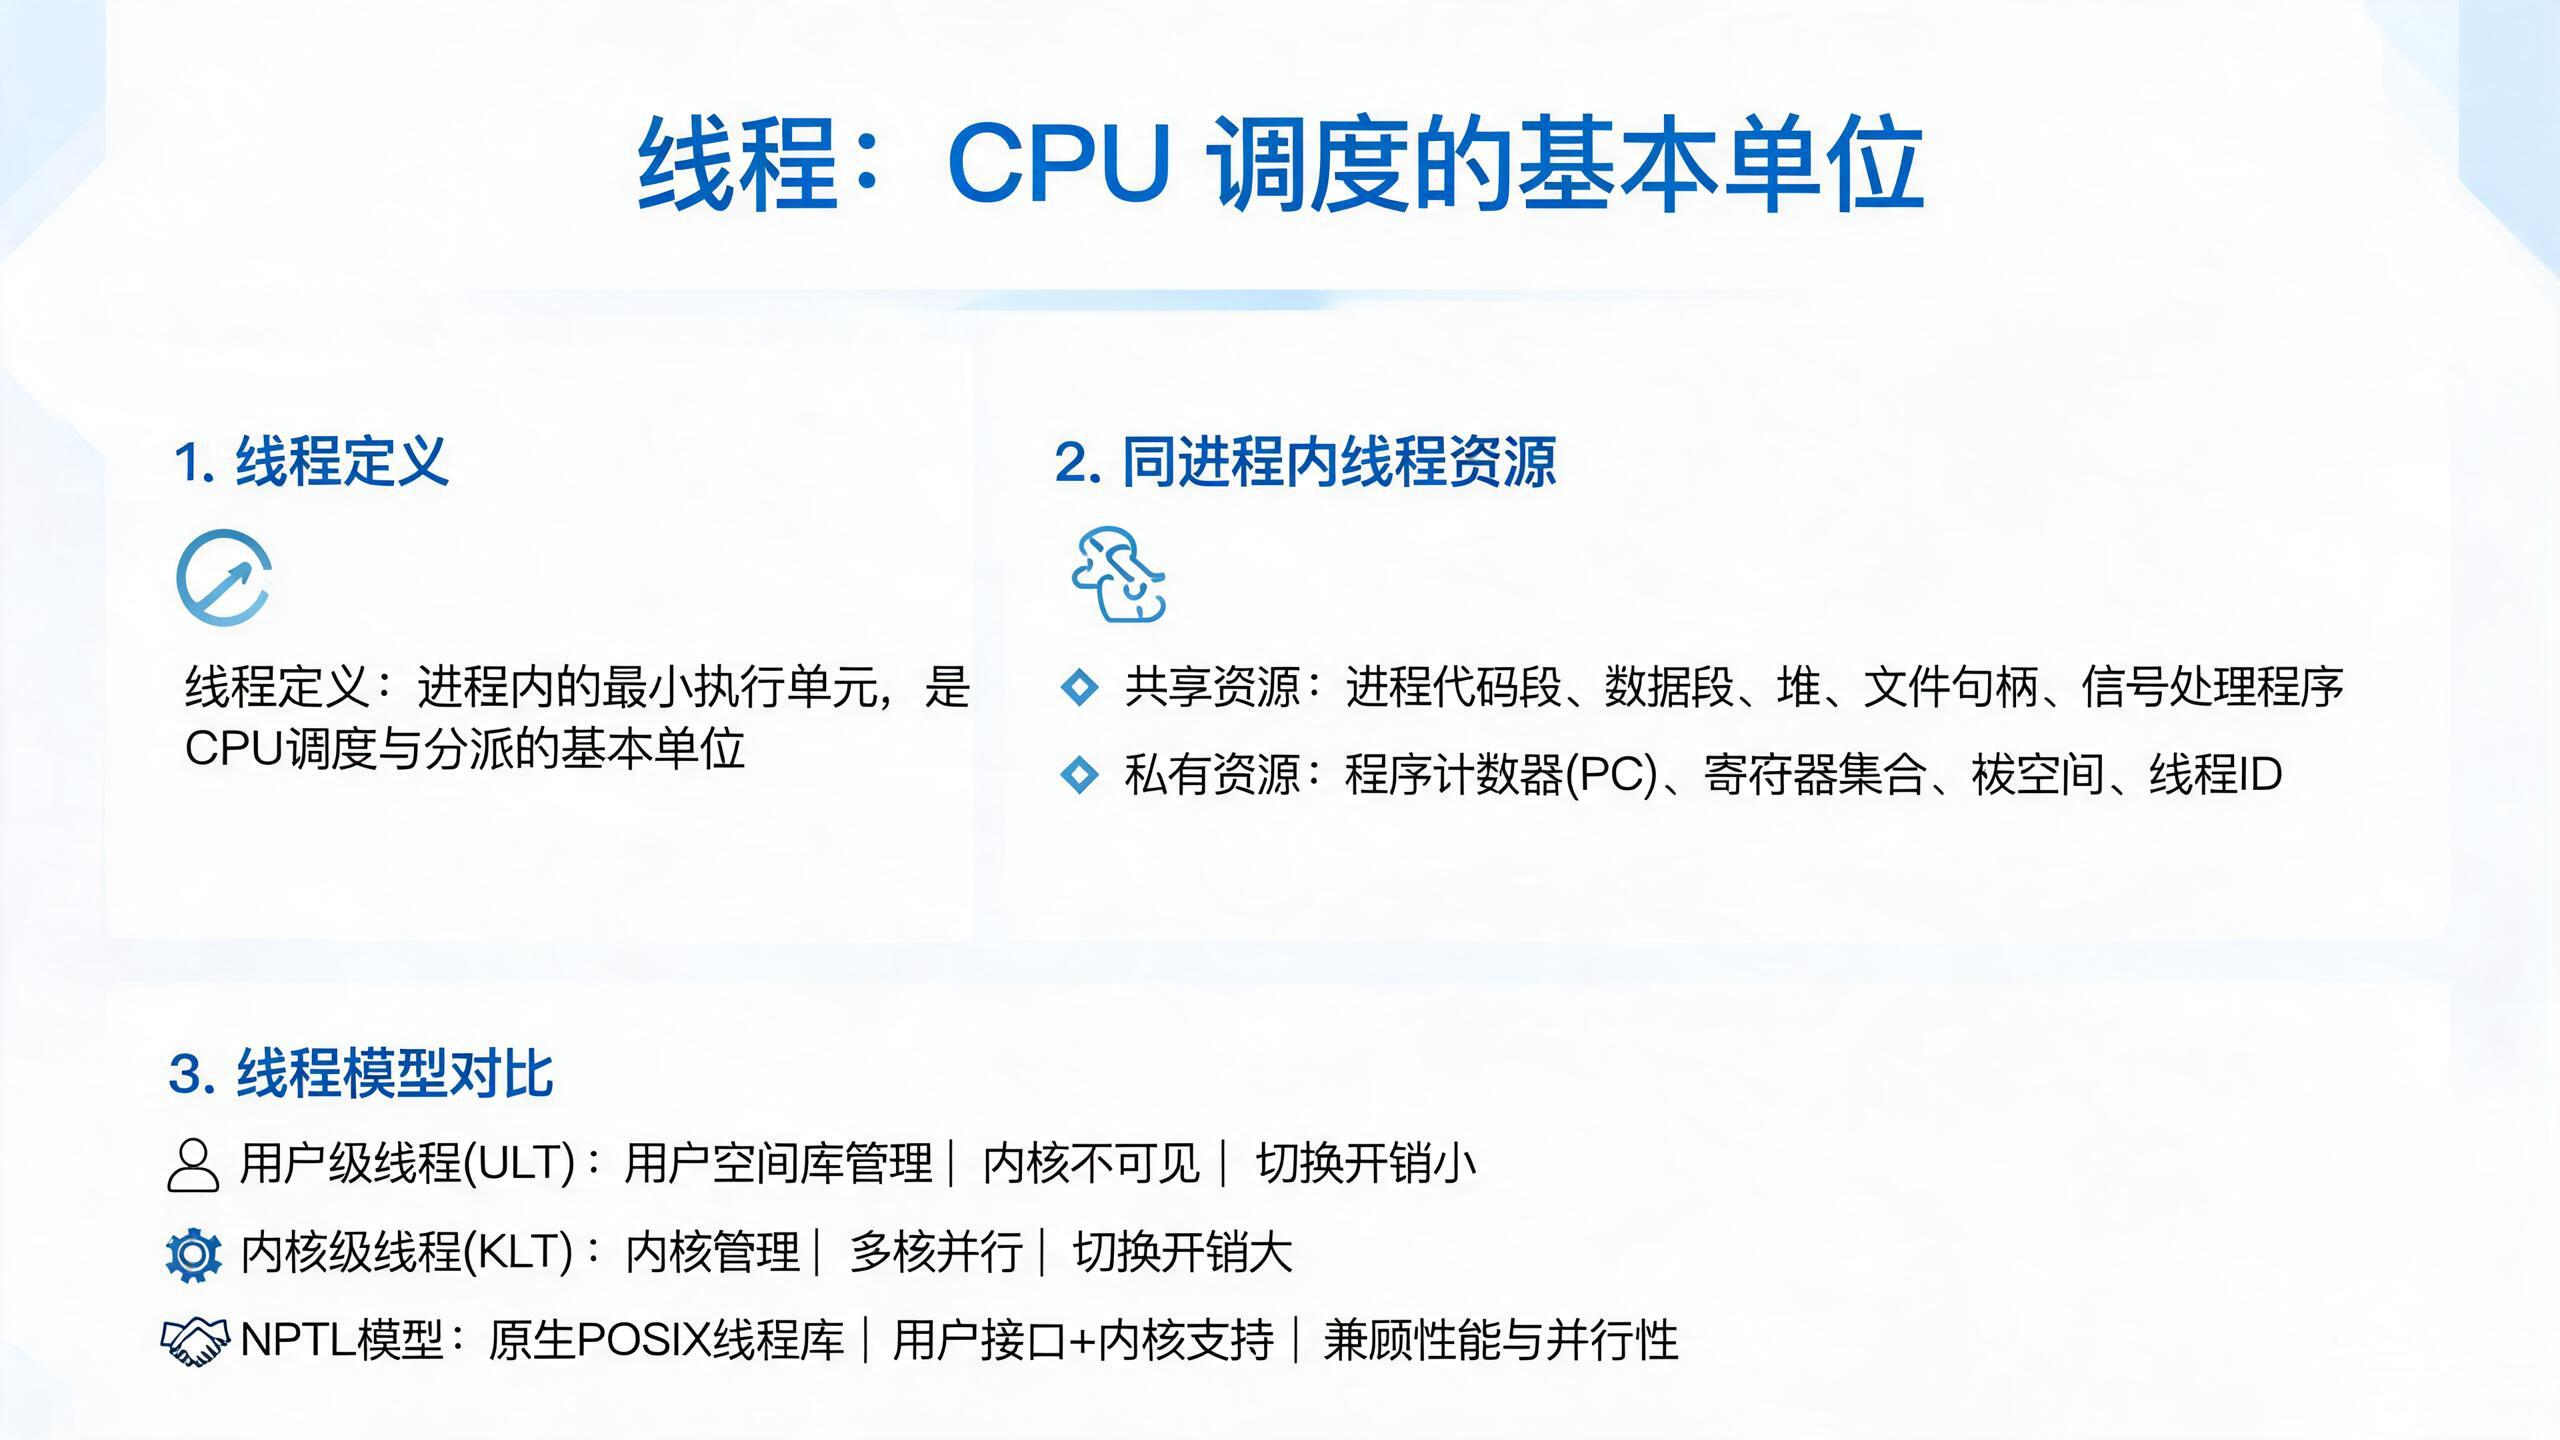 线程：CPU 调度的基本单位
1. 线程定义
线程定义：进程内的最小执行单元，是
CPU调度与分派的基本单位
2. 同进程内线程资源
共享资源：进程代码段、数据段、堆、文件句柄、信号处理程序
私有资源：程序计数器(PC)、寄存器集合、袚空间、线程ID
3. 线程模型对比
用户级线程(ULT)：用户空间库管理 | 内核不可见 | 切换开销小
内核级线程(KLT)：内核管理 | 多核并行 | 切换开销大
NPTL模型：原生POSIX线程库 | 用户接口+内核支持 | 兼顾性能与并行性